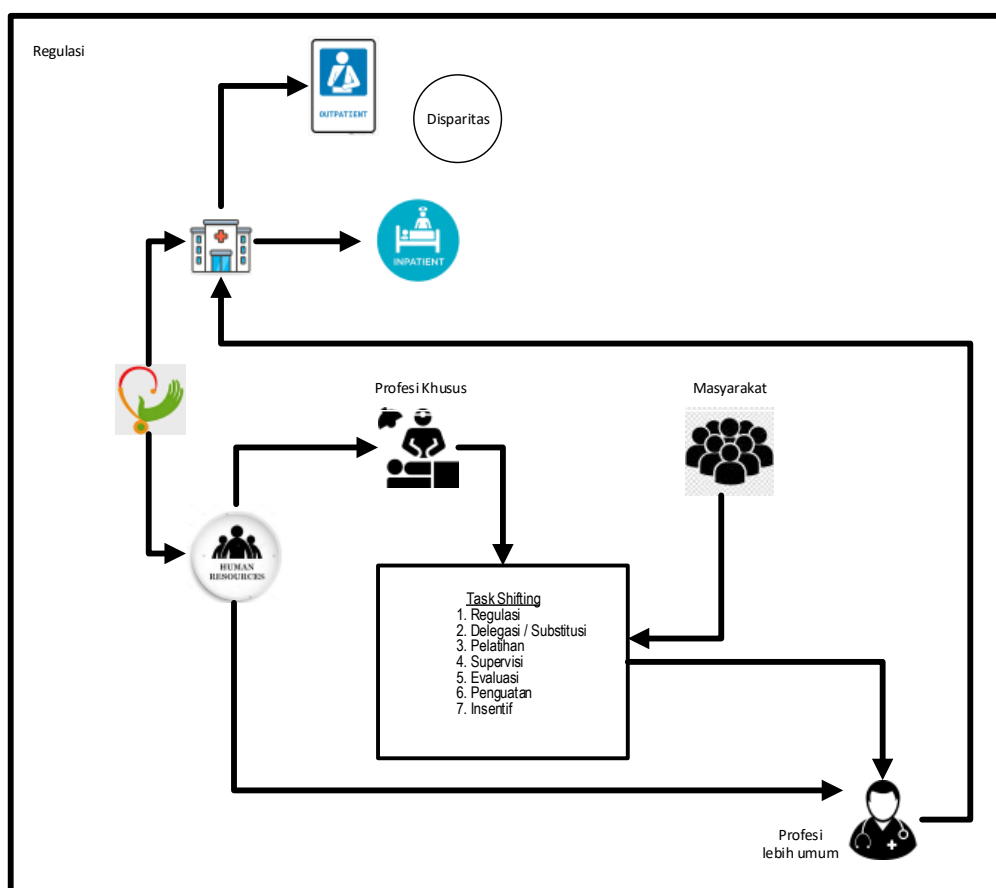 Regulasi
OUTPATIENT
Disparitas
INPATIENT
Profesi Khusus
Masyarakat
HUMAN
RESOURCES
Task Shifting
1. Regulasi
2. Delegasi / Substitusi
3. Pelatihan
4. Supervisi
5. Evaluasi
6. Penguatan
7. Insentif
Profesi
lebih umum